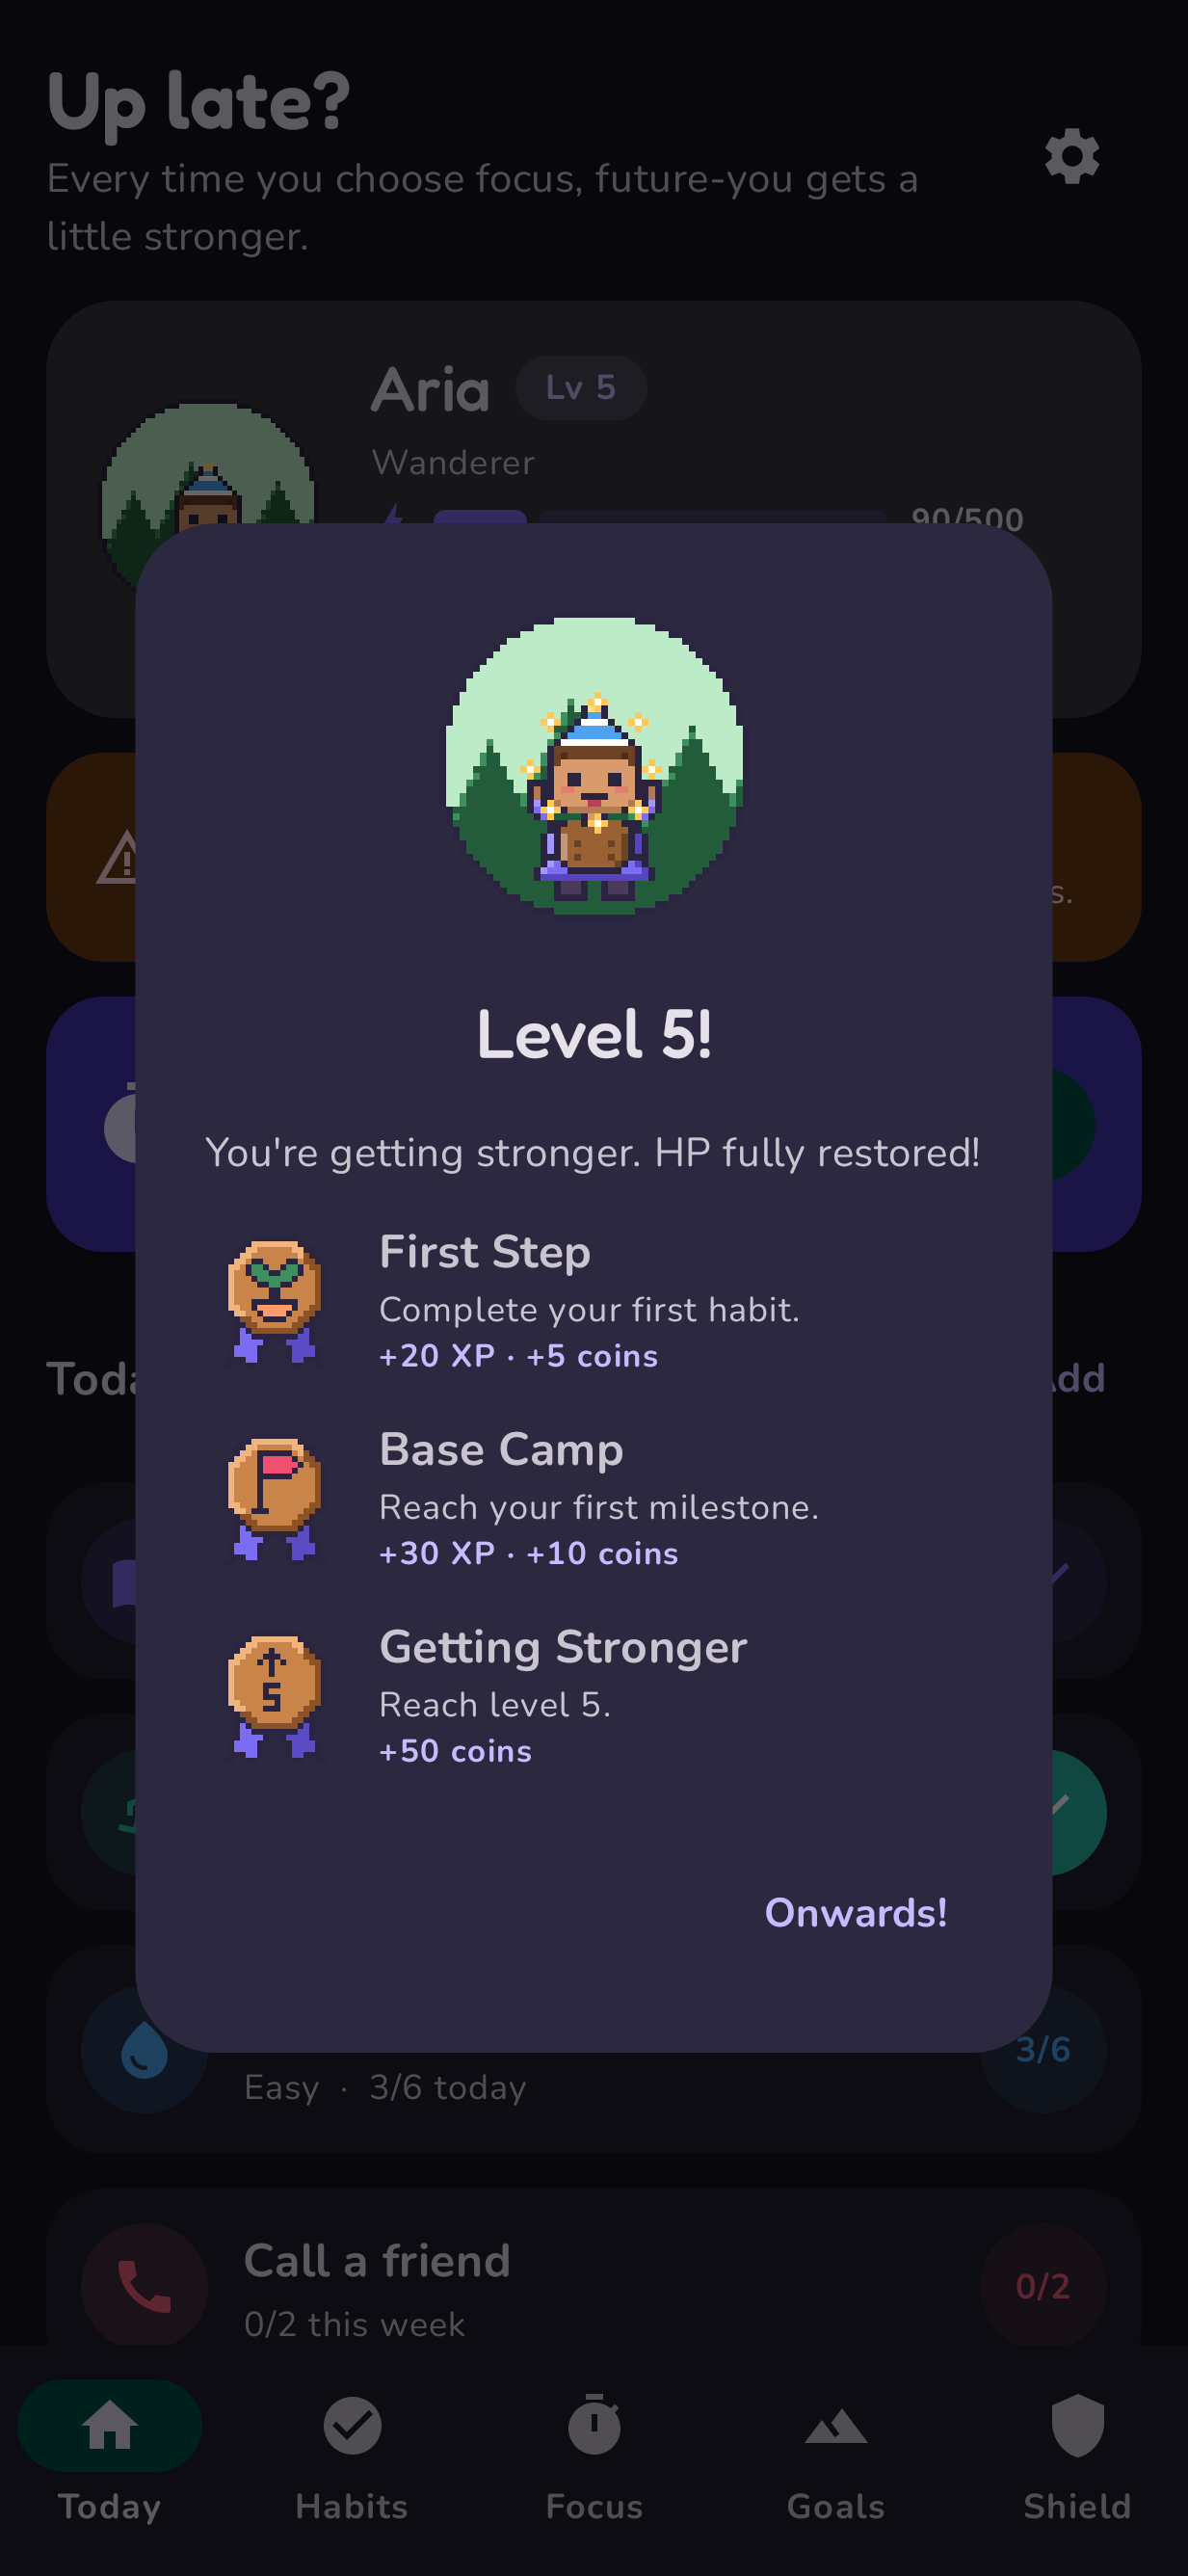 Up late?
Every time you choose focus, future-you gets a
little stronger.
Aria
Lv 5
Wanderer
90/500
Level 5!
You're getting stronger. HP fully restored!
First Step
Complete your first habit.
+20 XP · +5 coins
Base Camp
Reach your first milestone.
+30 XP · +10 coins
Getting Stronger
Reach level 5.
+50 coins
Onwards!
5
3/6
Easy · 3/6 today
Call a friend
0/2 this week
0/2
Today
Habits
Focus
Goals
Shield